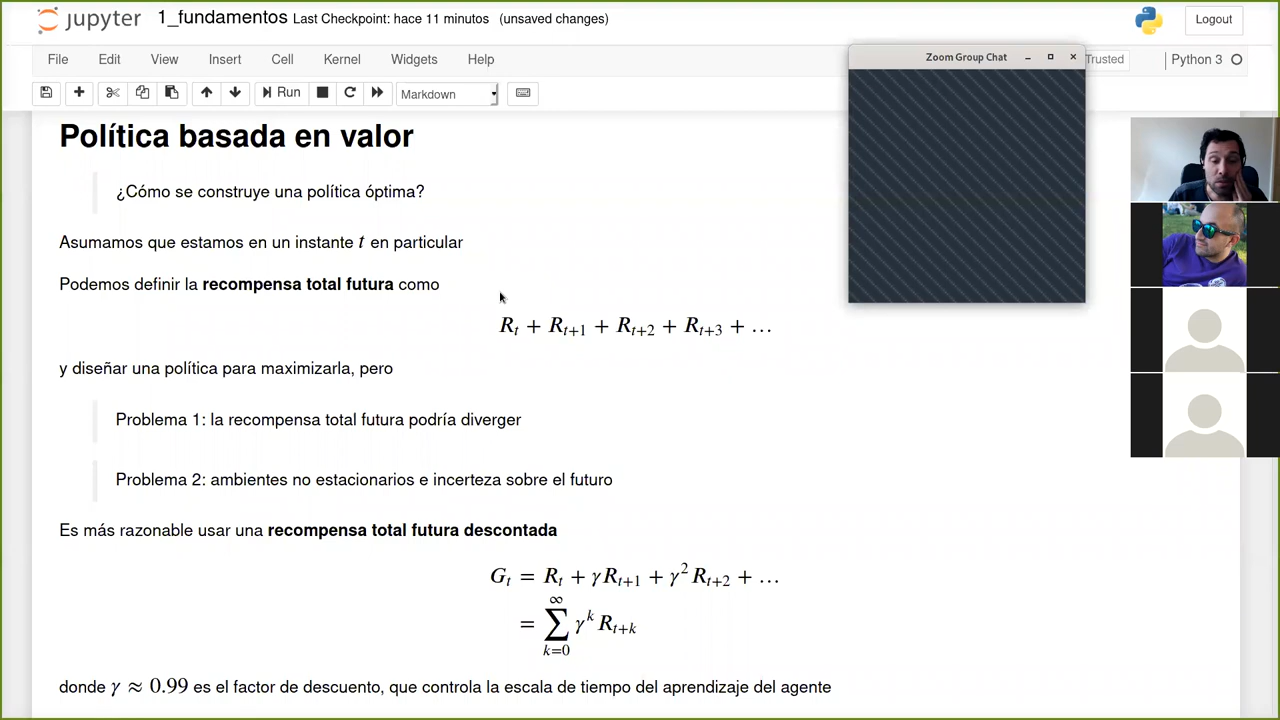 jupyter 1_fundamentos Last Checkpoint: hace 11 minutos (unsaved changes) Logout
File Edit View Insert Cell Kernel Widgets Help Trusted Python 3
Run Markdown
Zoom Group Chat
Política basada en valor
¿Cómo se construye una política óptima?
Asumamos que estamos en un instante t en particular
Podemos definir la recompensa total futura como
R_t + R_{t+1} + R_{t+2} + R_{t+3} + …
y diseñar una política para maximizarla, pero
Problema 1: la recompensa total futura podría diverger
Problema 2: ambientes no estacionarios e incerteza sobre el futuro
Es más razonable usar una recompensa total futura descontada
G_t = R_t + γR_{t+1} + γ^2 R_{t+2} + …
= ∑_{k=0}^{∞} γ^k R_{t+k}
donde γ ≈ 0.99 es el factor de descuento, que controla la escala de tiempo del aprendizaje del agente